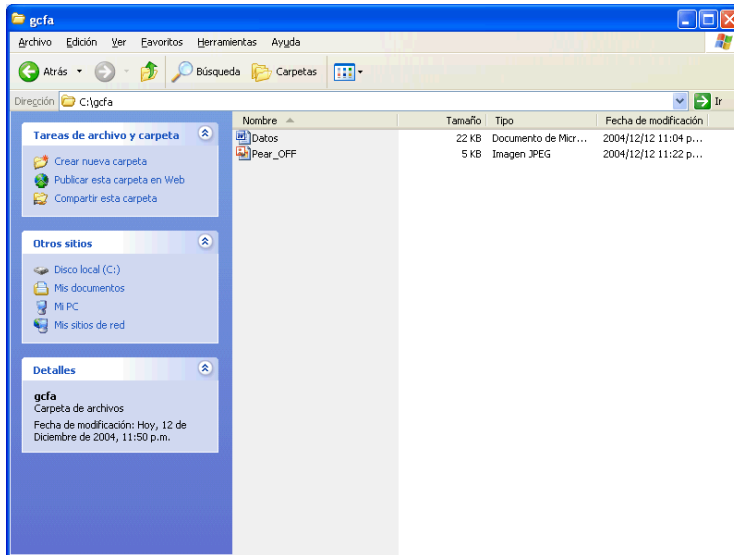 gcfa
Archivo Edición Ver Favoritos Herramientas Ayuda
Atrás Búsqueda Carpetas
Dirección C:\gcfa Ir
Tareas de archivo y carpeta
Crear nueva carpeta
Publicar esta carpeta en Web
Compartir esta carpeta
Otros sitios
Disco local (C:)
Mis documentos
Mi PC
Mis sitios de red
Detalles
gcfa
Carpeta de archivos
Fecha de modificación: Hoy, 12 de
Diciembre de 2004, 11:50 p.m.
Nombre Tamaño Tipo Fecha de modificación
Datos 22 KB Documento de Micr... 2004/12/12 11:04 p...
Pear_OFF 5 KB Imagen JPEG 2004/12/12 11:22 p...